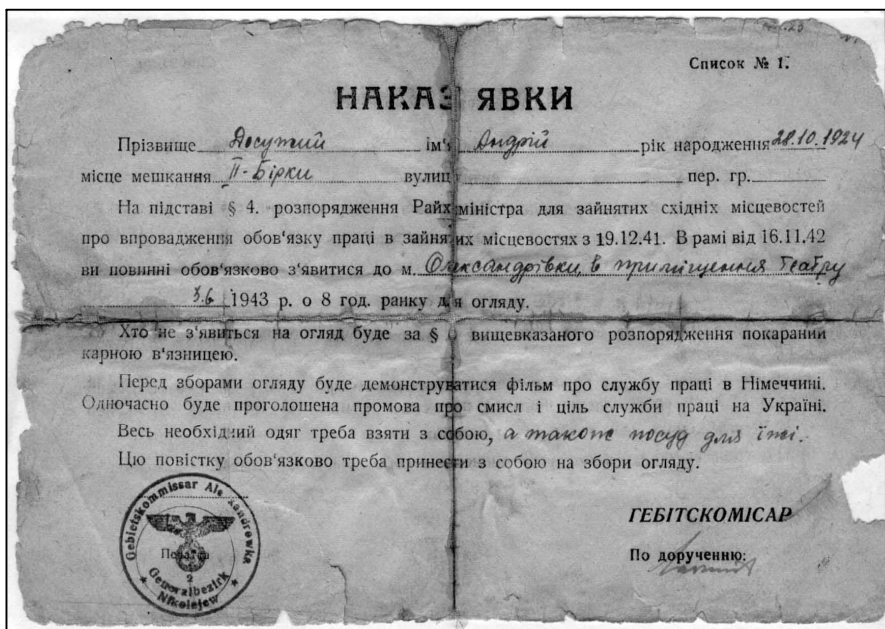 Список № 1.
НАКАЗ ЯВКИ
Прізвище Досужий ім'я Андрій рік народження 28.10.1924
місце мешкання ІІ-Бірки вулиц пер. гр.
На підставі § 4. розпорядження Райхміністра для зайнятих східніх місцевостей
про впровадження обов'язку праці в зайнятих місцевостях з 19.12.41. В рамі від 16.11.42
ви повинні обов'язково з'явитися до м. Олександрівки, в приміщення Театру
3.6 1943 р. о 8 год. ранку для огляду.
Хто не з'явиться на огляд буде за § вищевказаного розпорядження покараний
карною в'язницею.
Перед зборами огляду буде демонструватися фільм про службу праці в Німеччині.
Одночасно буде проголошена промова про смисл і ціль служби праці на Україні.
Весь необхідний одяг треба взяти з собою, а також посуд для їжі.
Цю повістку обов'язково треба принести з собою на збори огляду.
Gebietskommissar Alexandrowka
2
Generalbezirk
Nikolajew
ГЕБІТСКОМІСАР
По дорученню: